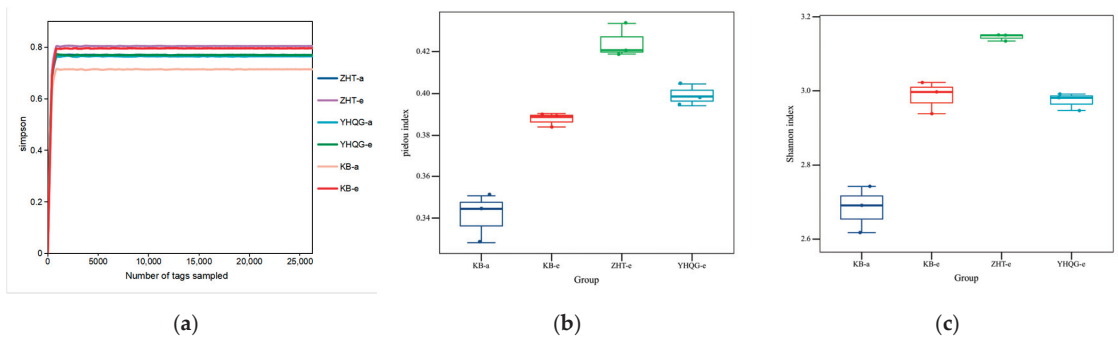 simpson
0.8
0.6
0.4
0.2
0
0 5000 10,000 15,000 20,000 25,000
Number of tags sampled
ZHT-a
ZHT-e
YHQG-a
YHQG-e
KB-a
KB-e
(a)
pielou index
0.42
0.40
0.38
0.36
0.34
KB-a KB-e ZHT-e YHQG-e
Group
(b)
Shannon index
3.2
3.0
2.8
2.6
KB-a KB-e ZHT-e YHQG-e
Group
(c)